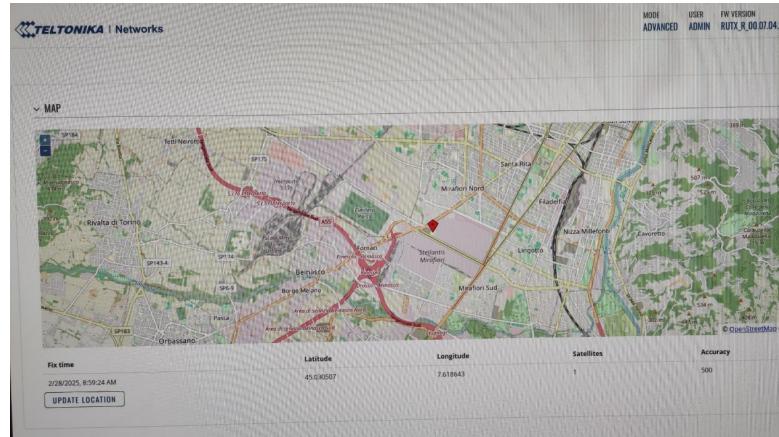 TELTONIKA | Networks
MODE USER FW VERSION
ADVANCED ADMIN RUTX_R_00.07.04.
MAP
+
-
SP184
Tetti Neirotti
SP175
Santa Rita
Mirafiori Nord
Filadelfia
Rivalta di Torino
A55
Fornaci
Stellantis
Mirafiori
Nizza Millefonti
Cavoretto
Lingotto
SP143-4
SP174
Beinasco
SP6-9
Borgo Melano
Mirafiori Sud
Pasta
SP183
Orbassano
© OpenStreetMap
Fix time Latitude Longitude Satellites Accuracy
2/28/2025, 8:59:24 AM 45.030507 7.618643 1 500
UPDATE LOCATION